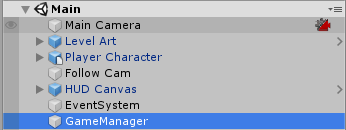 Main
Main Camera
Level Art
Player Character
Follow Cam
HUD Canvas
EventSystem
GameManager